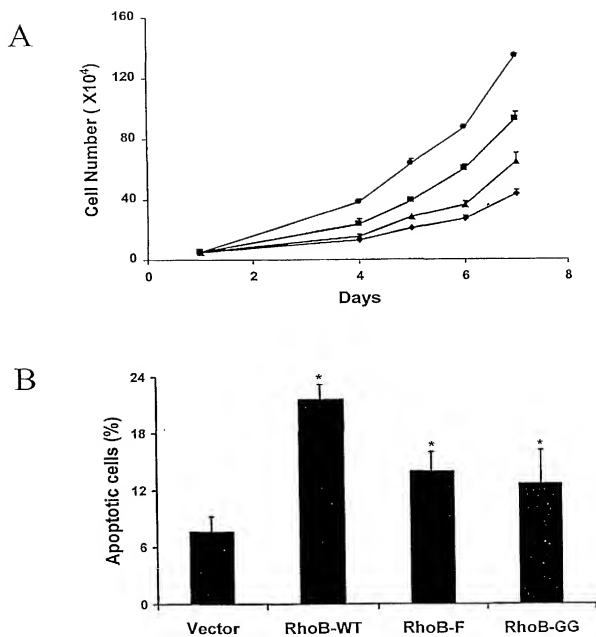 A
160
120
80
40
0
Cell Number ( X10⁴)
0 2 4 6 8
Days
B
24
18
12
6
0
Apoptotic cells (%)
* * *
Vector RhoB-WT RhoB-F RhoB-GG